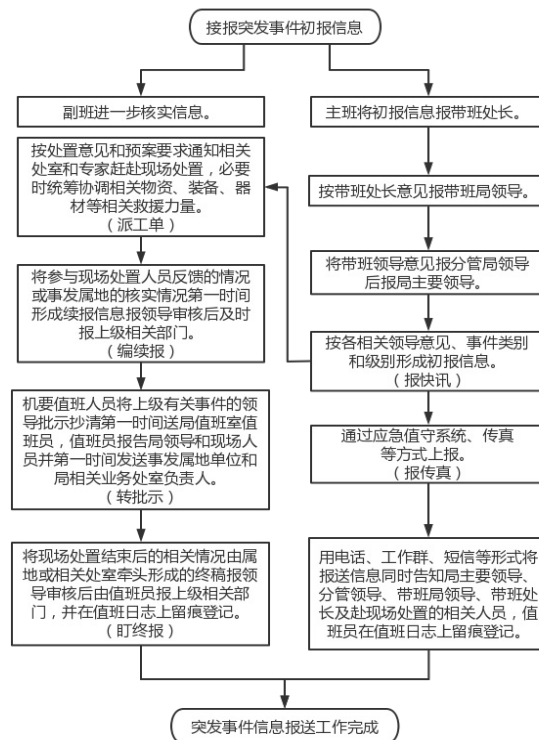 接报突发事件初报信息
副班进一步核实信息。
按处置意见和预案要求通知相关
处室和专家赶赴现场处置，必要
时统筹协调相关物资、装备、器
材等相关救援力量。
（派工单）
将参与现场处置人员反馈的情况
或事发属地的核实情况第一时间
形成续报信息报领导审核后及时
报上级相关部门。
（编续报）
机要值班人员将上级有关事件的领
导批示抄清第一时间送局值班室值
班员，值班员报告局领导和现场人
员并第一时间发送事发属地单位和
局相关业务处室负责人。
（转批示）
将现场处置结束后的相关情况由属
地或相关处室牵头形成的终稿报领
导审核后由值班员报上级相关部
门，并在值班日志上留痕登记。
（盯终报）
主班将初报信息报带班处长。
按带班处长意见报带班局领导。
将带班领导意见报分管局领导
后报局主要领导。
按各相关领导意见、事件类别
和级别形成初报信息。
（报快讯）
通过应急值守系统、传真
等方式上报。
（报传真）
用电话、工作群、短信等形式将
报送信息同时告知局主要领导、
分管领导、带班局领导、带班处
长及赴现场处置的相关人员，值
班员在值班日志上留痕登记。
突发事件信息报送工作完成